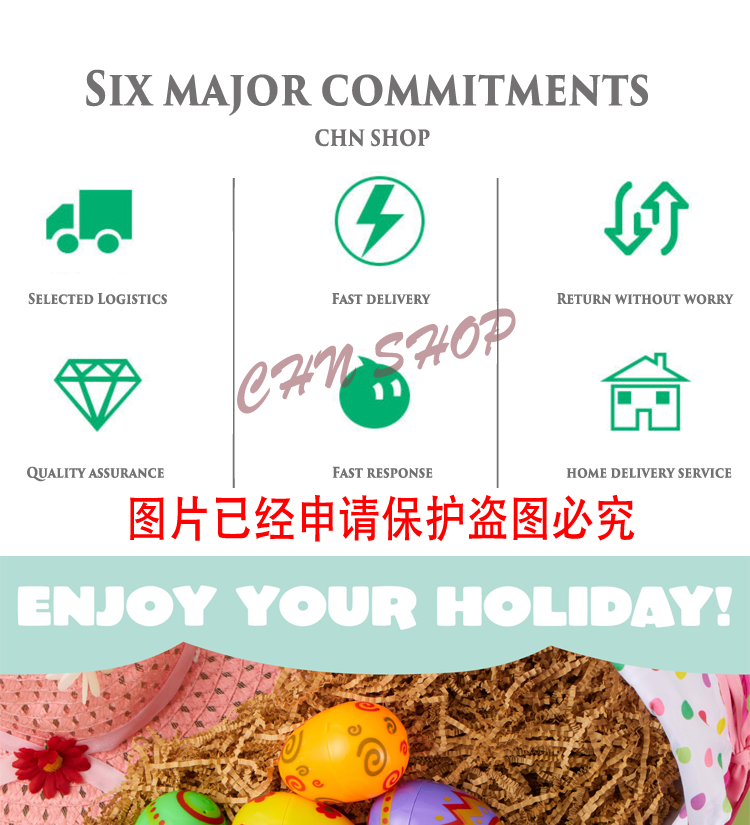 SIX MAJOR COMMITMENTS
CHN SHOP
SELECTED LOGISTICS
FAST DELIVERY
RETURN WITHOUT WORRY
CHN SHOP
QUALITY ASSURANCE
FAST RESPONSE
HOME DELIVERY SERVICE
图片已经申请保护盗图必究
ENJOY YOUR HOLIDAY!